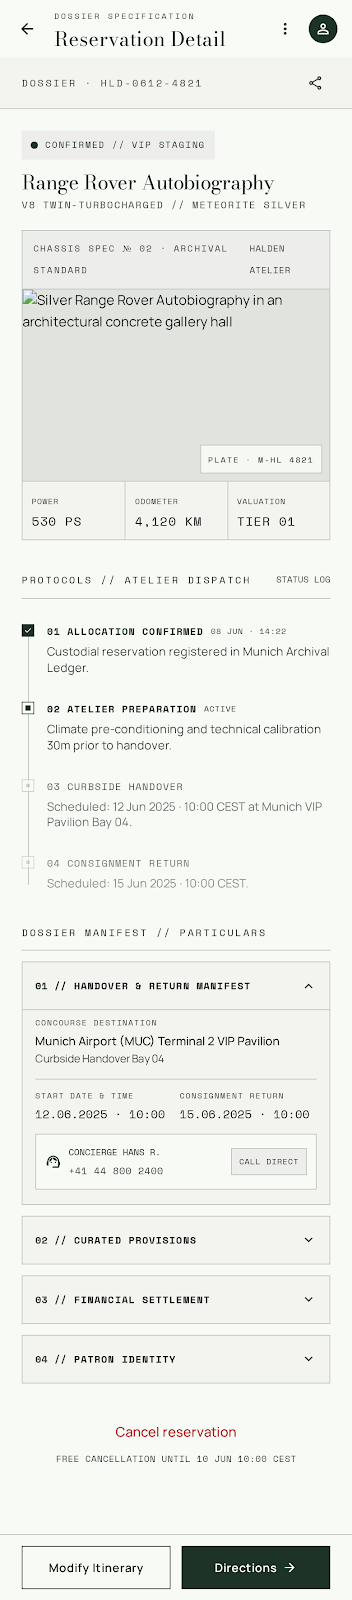 DOSSIER SPECIFICATION
Reservation Detail
DOSSIER · HLD-0612-4821
CONFIRMED // VIP STAGING
Range Rover Autobiography
V8 TWIN-TURBOCHARGED // METEORITE SILVER
CHASSIS SPEC № 02 · ARCHIVAL STANDARD
HALDEN ATELIER
Silver Range Rover Autobiography in an
architectural concrete gallery hall
PLATE · M-HL 4821
POWER
530 PS
ODOMETER
4,120 KM
VALUATION
TIER 01
PROTOCOLS // ATELIER DISPATCH
STATUS LOG
01 ALLOCATION CONFIRMED 08 JUN · 14:22
Custodial reservation registered in Munich Archival
Ledger.
02 ATELIER PREPARATION ACTIVE
Climate pre-conditioning and technical calibration
30m prior to handover.
03 CURBSIDE HANDOVER
Scheduled: 12 Jun 2025 · 10:00 CEST at Munich VIP
Pavilion Bay 04.
04 CONSIGNMENT RETURN
Scheduled: 15 Jun 2025 · 10:00 CEST.
DOSSIER MANIFEST // PARTICULARS
01 // HANDOVER & RETURN MANIFEST
CONCOURSE DESTINATION
Munich Airport (MUC) Terminal 2 VIP Pavilion
Curbside Handover Bay 04
START DATE & TIME
12.06.2025 · 10:00
CONSIGNMENT RETURN
15.06.2025 · 10:00
CONCIERGE HANS R.
+41 44 800 2400
CALL DIRECT
02 // CURATED PROVISIONS
03 // FINANCIAL SETTLEMENT
04 // PATRON IDENTITY
Cancel reservation
FREE CANCELLATION UNTIL 10 JUN 10:00 CEST
Modify Itinerary
Directions →